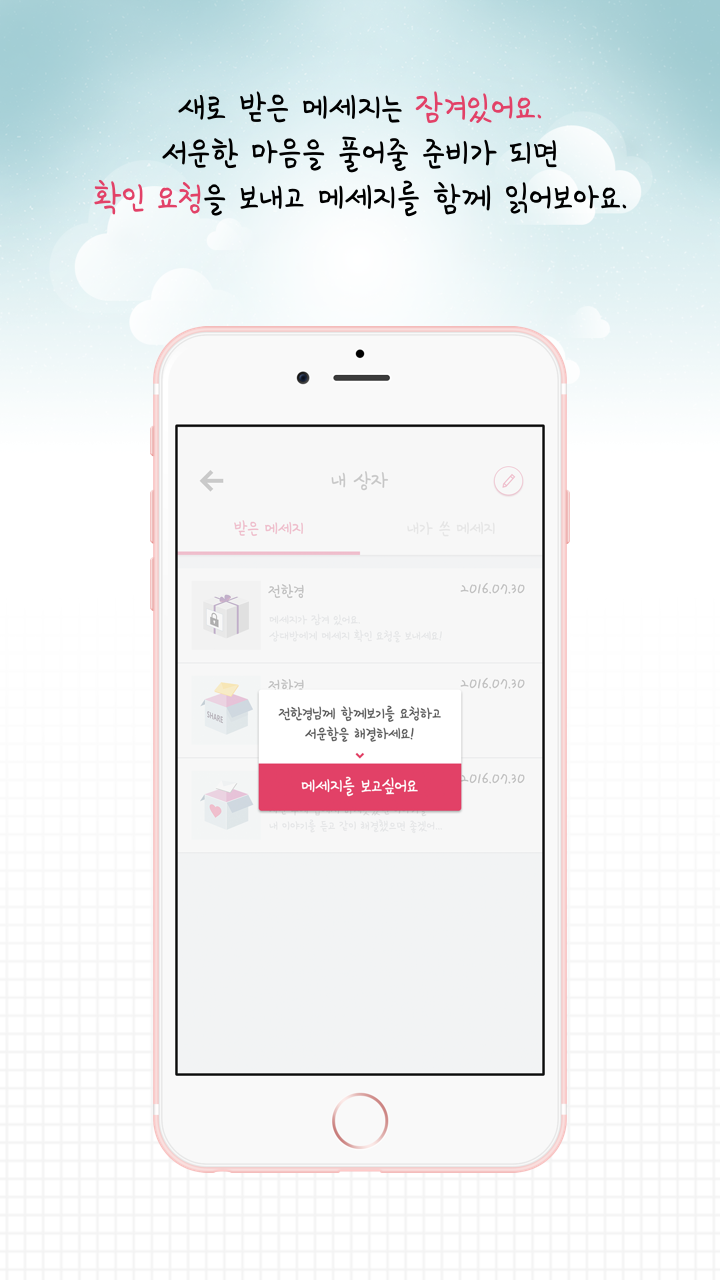 새로 받은 메세지는 잠겨있어요.
서운한 마음을 풀어줄 준비가 되면
확인 요청을 보내고 메세지를 함께 읽어보아요.
내 상자
받은 메세지
내가 쓴 메세지
전한경
2016.07.30
메세지가 잠겨 있어요.
상대방에게 메세지 확인 요청을 보내세요!
SHARE
전한경
2016.07.30
전한경님께 함께보기를 요청하고
서운함을 해결하세요!
메세지를 보고싶어요
2016.07.30
내 이야기를 듣고 같이 해결했으면 좋겠어...